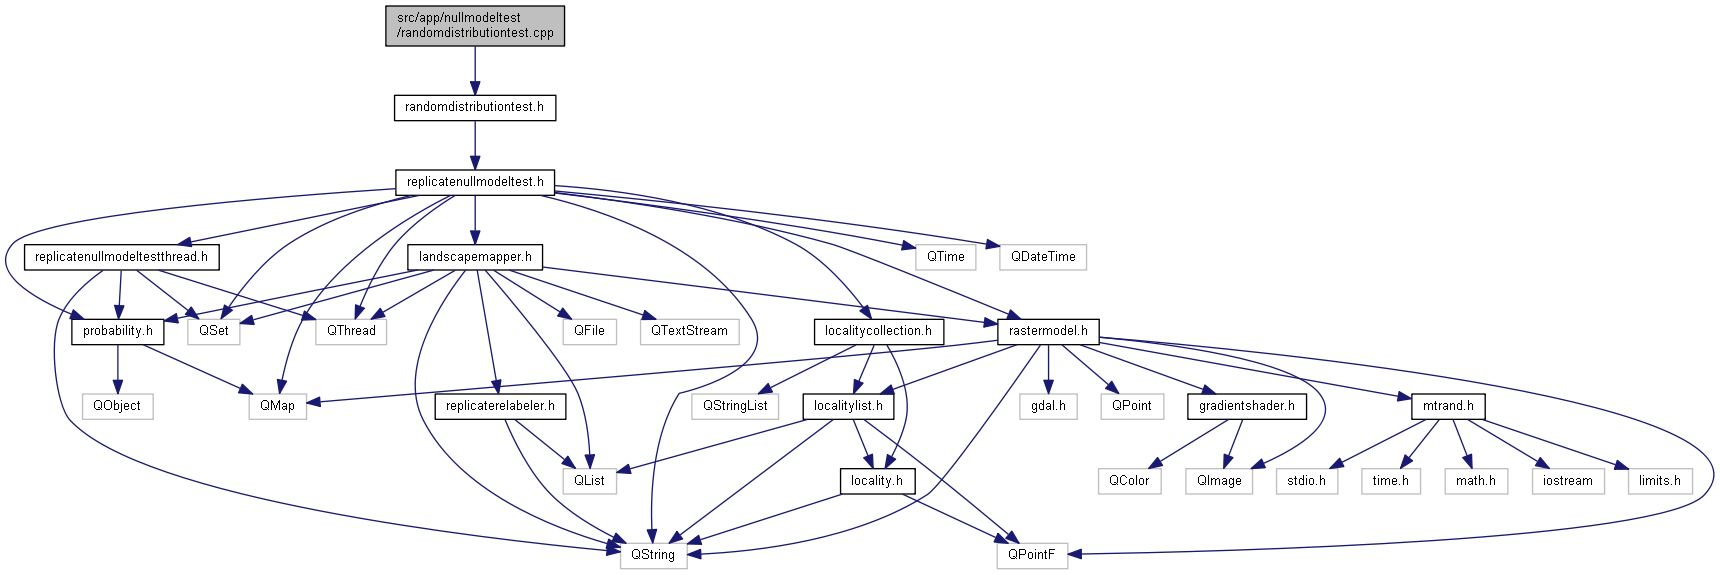 src/app/nullmodeltest
/randomdistributiontest.cpp
randomdistributiontest.h
replicatenullmodeltest.h
replicatenullmodeltestthread.h
landscapemapper.h
QTime
QDateTime
probability.h
QSet
QThread
QFile
QTextStream
localitycollection.h
rastermodel.h
QObject
QMap
replicaterelabeler.h
QStringList
localitylist.h
gdal.h
QPoint
gradientshader.h
mtrand.h
QList
locality.h
QColor
QImage
stdio.h
time.h
math.h
iostream
limits.h
QString
QPointF